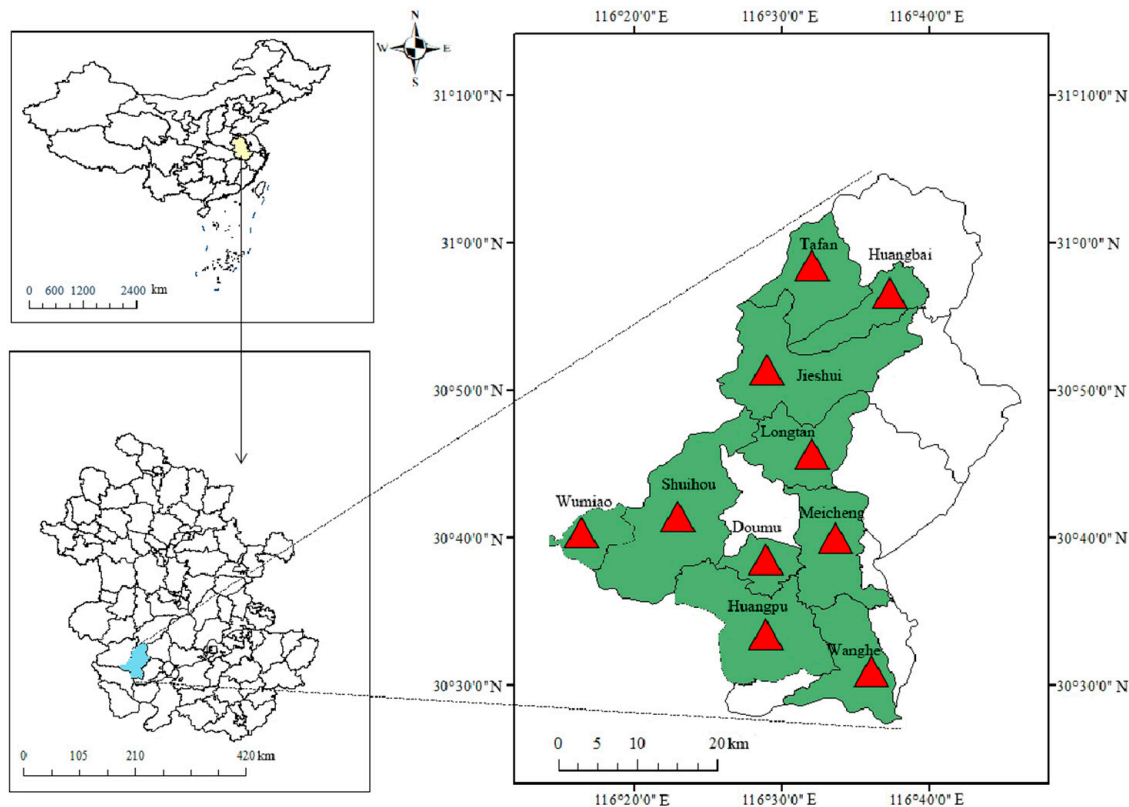 116°20'0" E 116°30'0" E 116°40'0" E
N
W E
S
31°10'0"N 31°10'0"N
31°0'0"N 31°0'0"N
Tafan
Huangbai
0 600 1200 2400 km
30°50'0"N 30°50'0"N
Jieshui
Longtan
Shuihou
Wumiao
Meicheng
Doumu
30°40'0"N 30°40'0"N
Huangpu
Wanghe
30°30'0"N 30°30'0"N
0 105 210 420 km
0 5 10 20 km
116°20'0" E 116°30'0" E 116°40'0" E